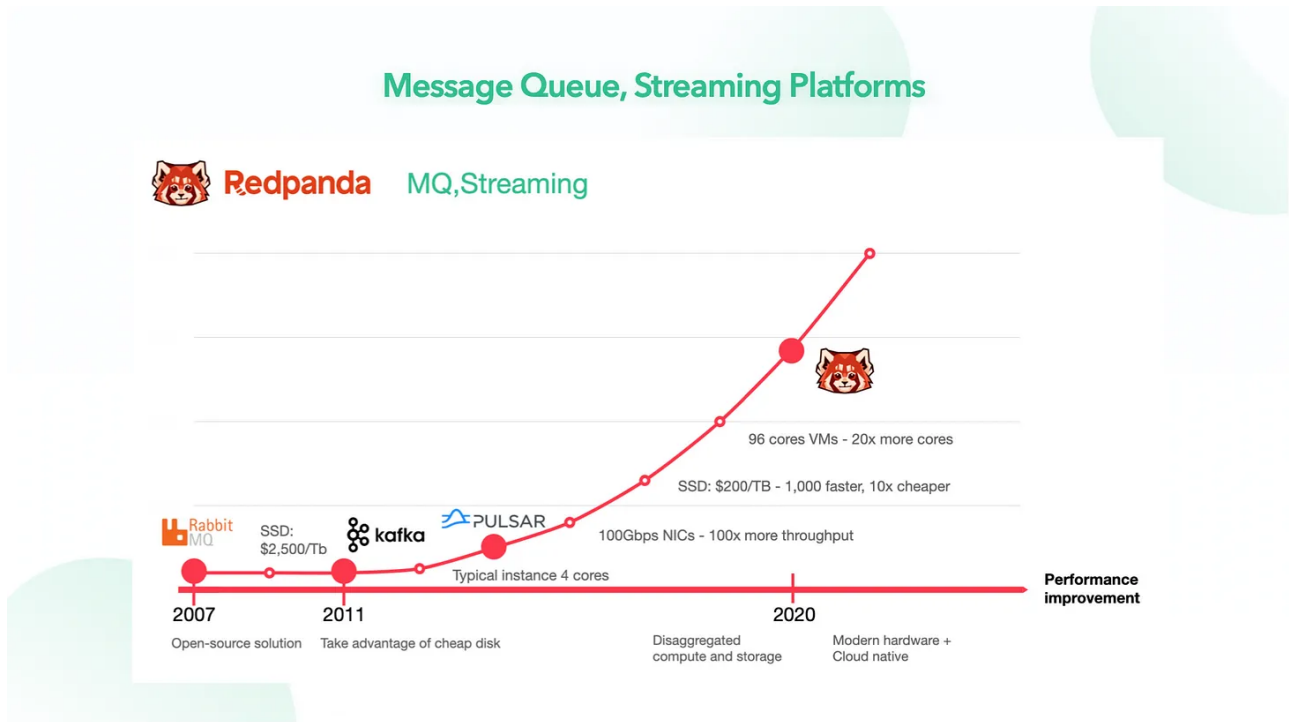 Message Queue, Streaming Platforms
Redpanda
MQ,Streaming
96 cores VMs - 20x more cores
SSD: $200/TB - 1,000 faster, 10x cheaper
100Gbps NICs - 100x more throughput
Rabbit
MQ
SSD:
$2,500/Tb
kafka
PULSAR
Typical instance 4 cores
Performance
improvement
2007
2011
2020
Open-source solution
Take advantage of cheap disk
Disaggregated
compute and storage
Modern hardware +
Cloud native